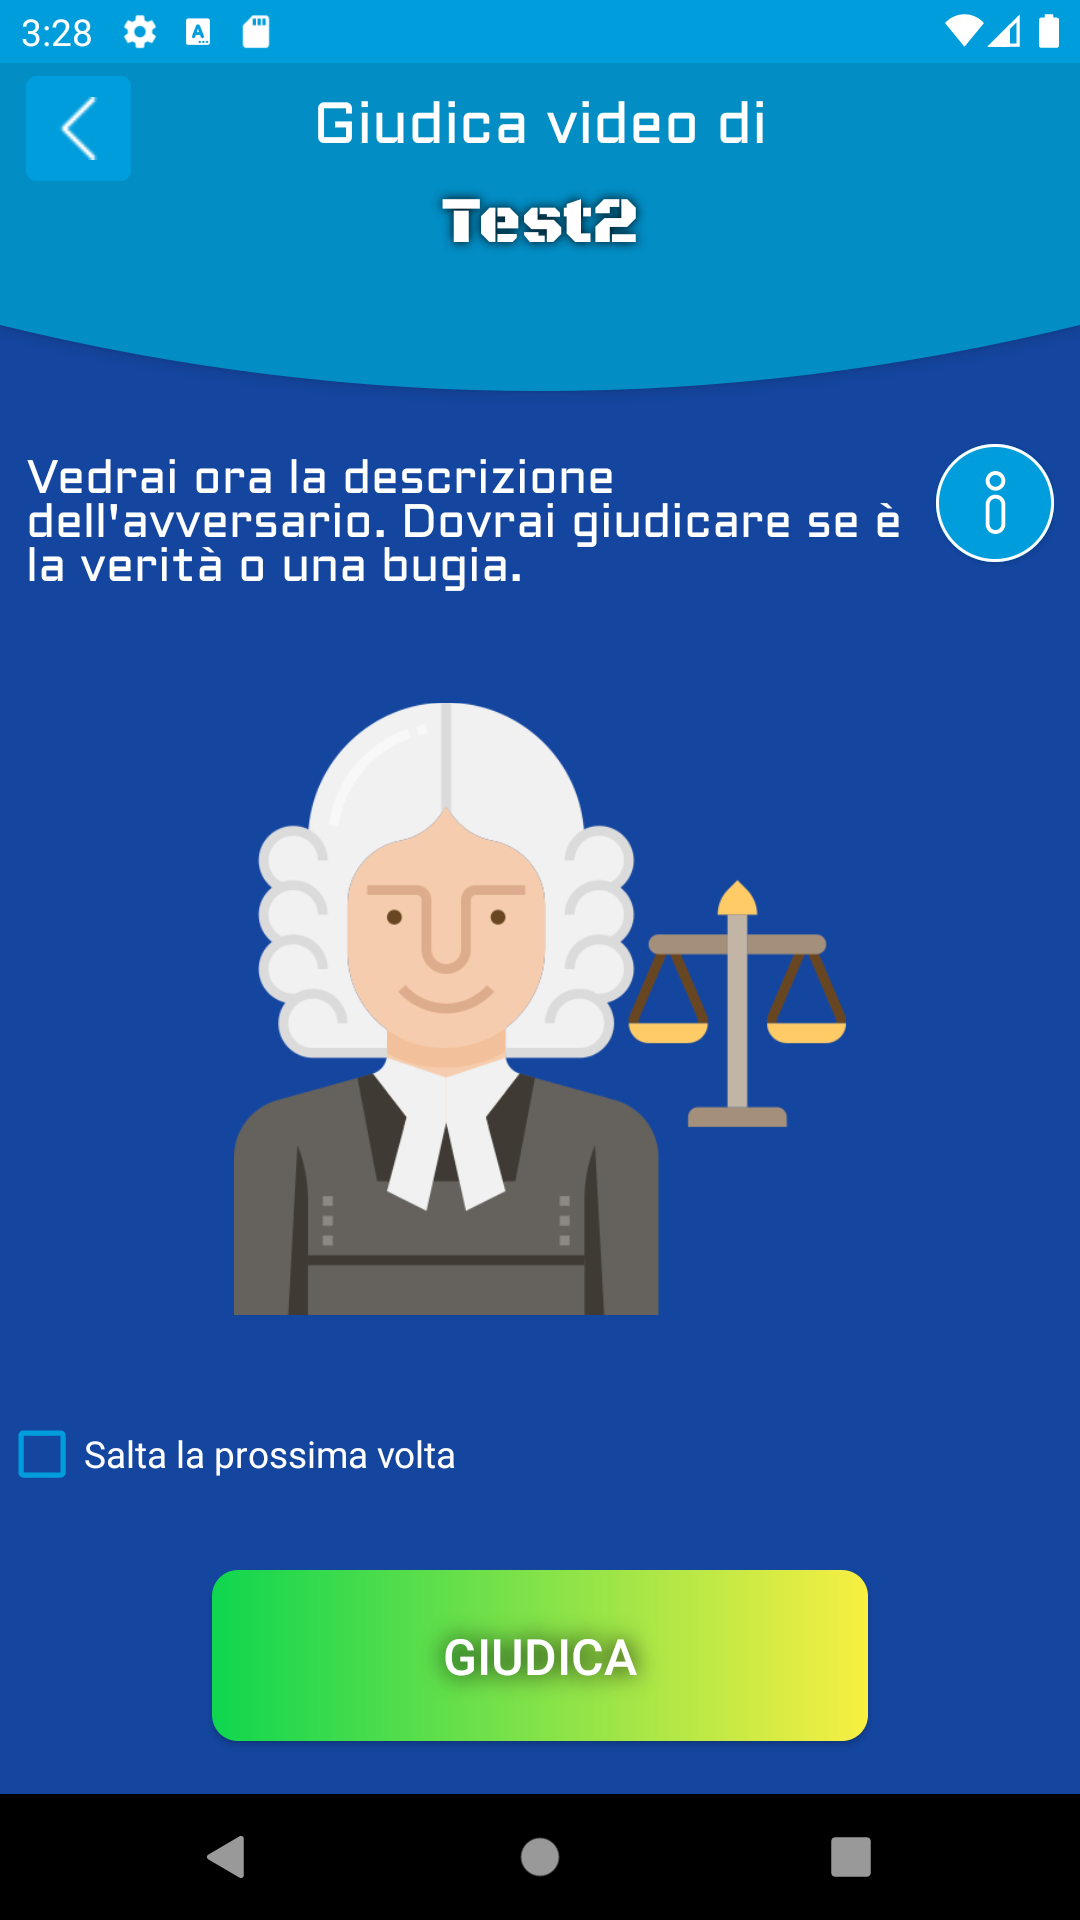 3:28
Giudica video di
Test2
Vedrai ora la descrizione
dell'avversario. Dovrai giudicare se è
la verità o una bugia.
Salta la prossima volta
GIUDICA